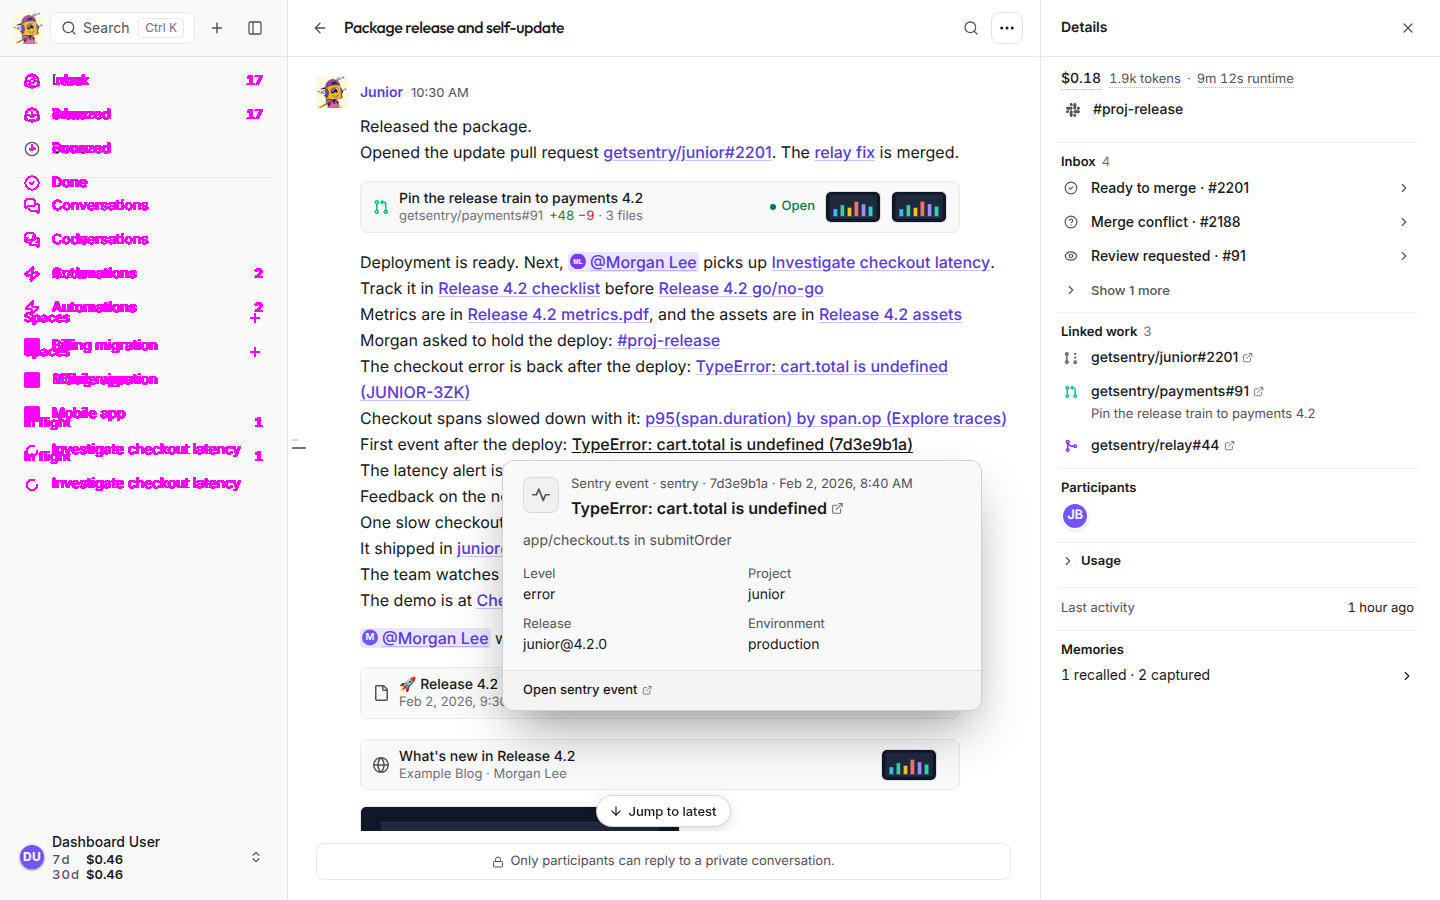 Search Ctrl K
17
17
Snoozed
Done
Conversations
Conversations
Automations 2
Automations 2
Spaces
Billing migration
Mobile app
In flight 1
Investigate checkout latency
In flight 1
Investigate checkout latency
Dashboard User
7d $0.46
30d $0.46
Package release and self-update
Junior 10:30 AM
Released the package.
Opened the update pull request getsentry/junior#2201. The relay fix is merged.
Pin the release train to payments 4.2
getsentry/payments#91 +48 −9 · 3 files
Open
Deployment is ready. Next, ML @Morgan Lee picks up Investigate checkout latency.
Track it in Release 4.2 checklist before Release 4.2 go/no-go
Metrics are in Release 4.2 metrics.pdf, and the assets are in Release 4.2 assets
Morgan asked to hold the deploy: #proj-release
The checkout error is back after the deploy: TypeError: cart.total is undefined
(JUNIOR-3ZK)
Checkout spans slowed down with it: p95(span.duration) by span.op (Explore traces)
First event after the deploy: TypeError: cart.total is undefined (7d3e9b1a)
The latency alert is
Feedback on the
One slow checkout
It shipped in junior
The team watches
The demo is at
M @Morgan Lee
🚀 Release 4.2
Feb 2, 2026,
Sentry event · sentry · 7d3e9b1a · Feb 2, 2026, 8:40 AM
TypeError: cart.total is undefined
app/checkout.ts in submitOrder
Level
error
Project
junior
Release
junior@4.2.0
Environment
production
Open sentry event
What's new in Release 4.2
Example Blog · Morgan Lee
Jump to latest
Only participants can reply to a private conversation.
Details
$0.18 1.9k tokens · 9m 12s runtime
#proj-release
Inbox 4
Ready to merge · #2201
Merge conflict · #2188
Review requested · #91
Show 1 more
Linked work 3
getsentry/junior#2201
getsentry/payments#91
Pin the release train to payments 4.2
getsentry/relay#44
Participants
JB
Usage
Last activity 1 hour ago
Memories
1 recalled · 2 captured
DU